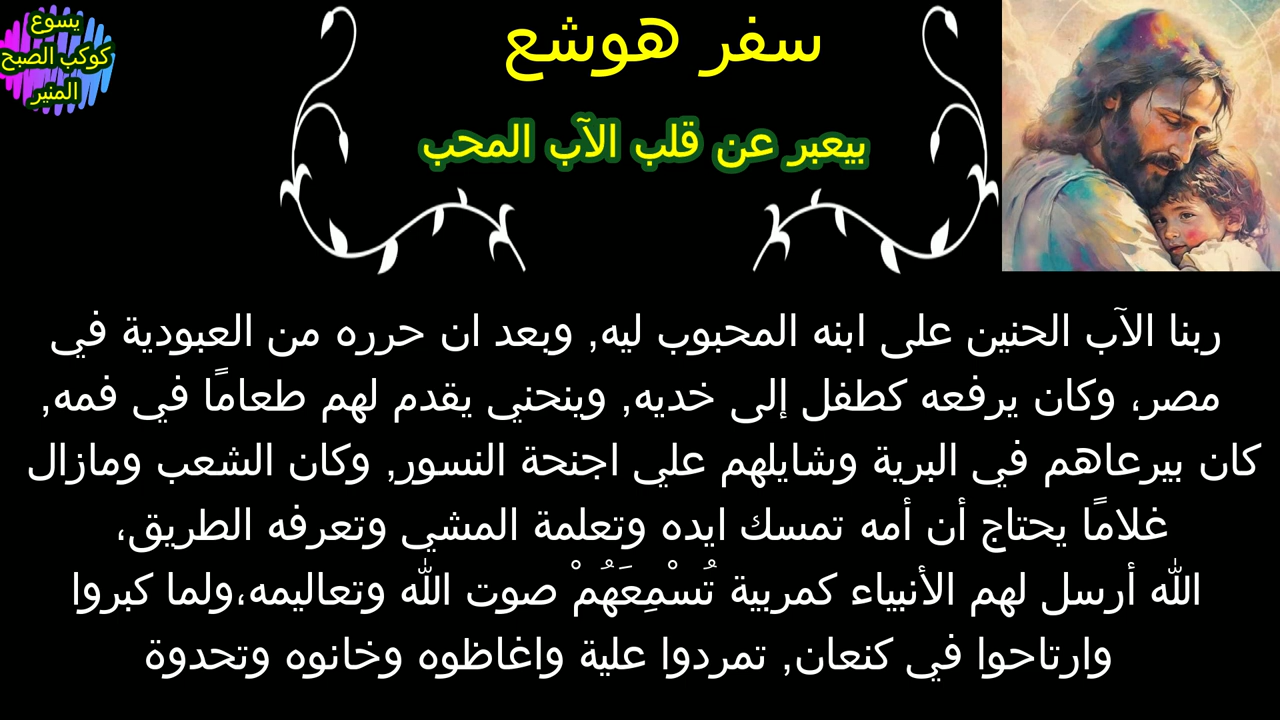 يسوع
كوكب الصبح
المنير
سفر هوشع
بيعبر عن قلب الآب المحب
ربنا الآب الحنين على ابنه المحبوب ليه, وبعد ان حرره من العبودية في
مصر، وكان يرفعه كطفل إلى خديه, وينحني يقدم لهم طعامًا في فمه,
كان بيرعاهم في البرية وشايلهم علي اجنحة النسور, وكان الشعب ومازال
غلامًا يحتاج أن أمه تمسك ايده وتعلمة المشي وتعرفه الطريق،
الله أرسل لهم الأنبياء كمربية تُسْمِعَهُمْ صوت الله وتعاليمه،ولما كبروا
وارتاحوا في كنعان, تمردوا علية واغاظوه وخانوه وتحدوة